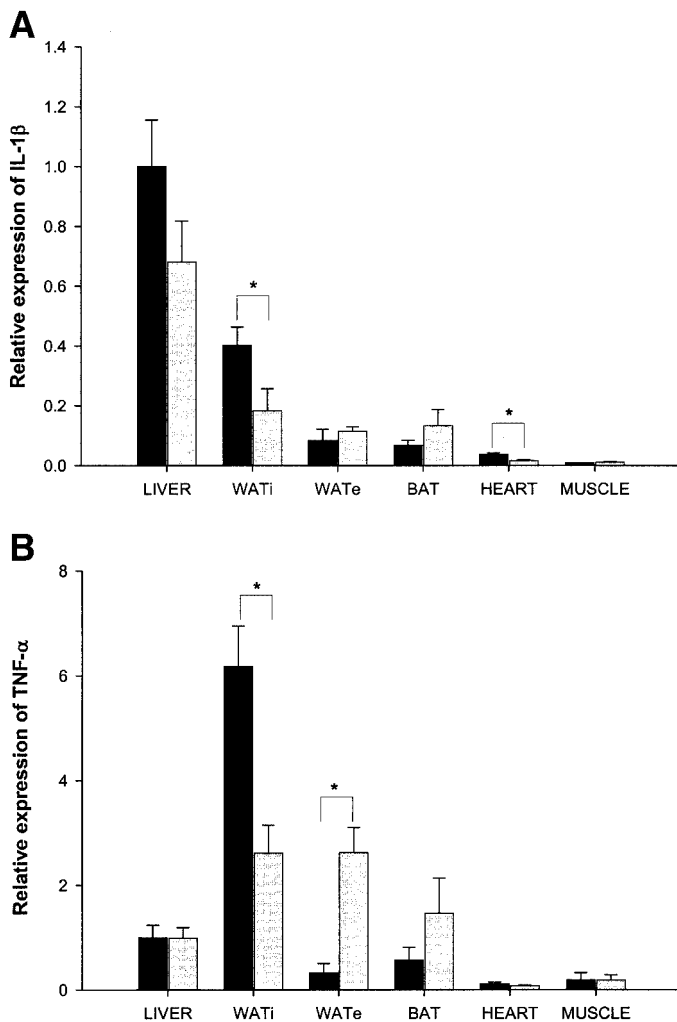 A
Relative expression of IL-1β
1.4
1.2
1.0
0.8
0.6
0.4
0.2
0.0
*
*
LIVER WATi WATe BAT HEART MUSCLE
B
Relative expression of TNF-α
8
6
4
2
0
*
*
LIVER WATi WATe BAT HEART MUSCLE